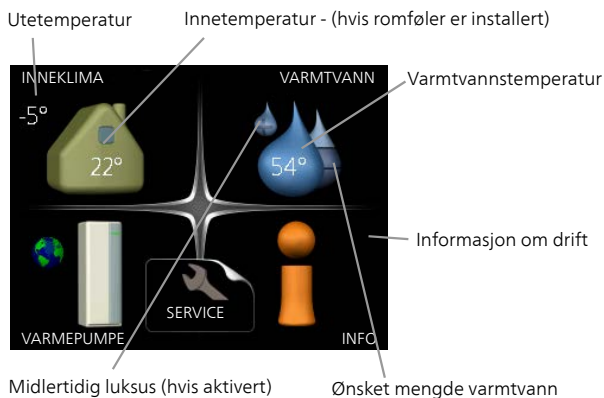 Utetemperatur
Innetemperatur - (hvis romføler er installert)
INNEKLIMA
VARMTVANN
Varmtvannstemperatur
-5°
22°
54°
Informasjon om drift
SERVICE
VARMEPUMPE
INFO
Midlertidig luksus (hvis aktivert)
Ønsket mengde varmtvann